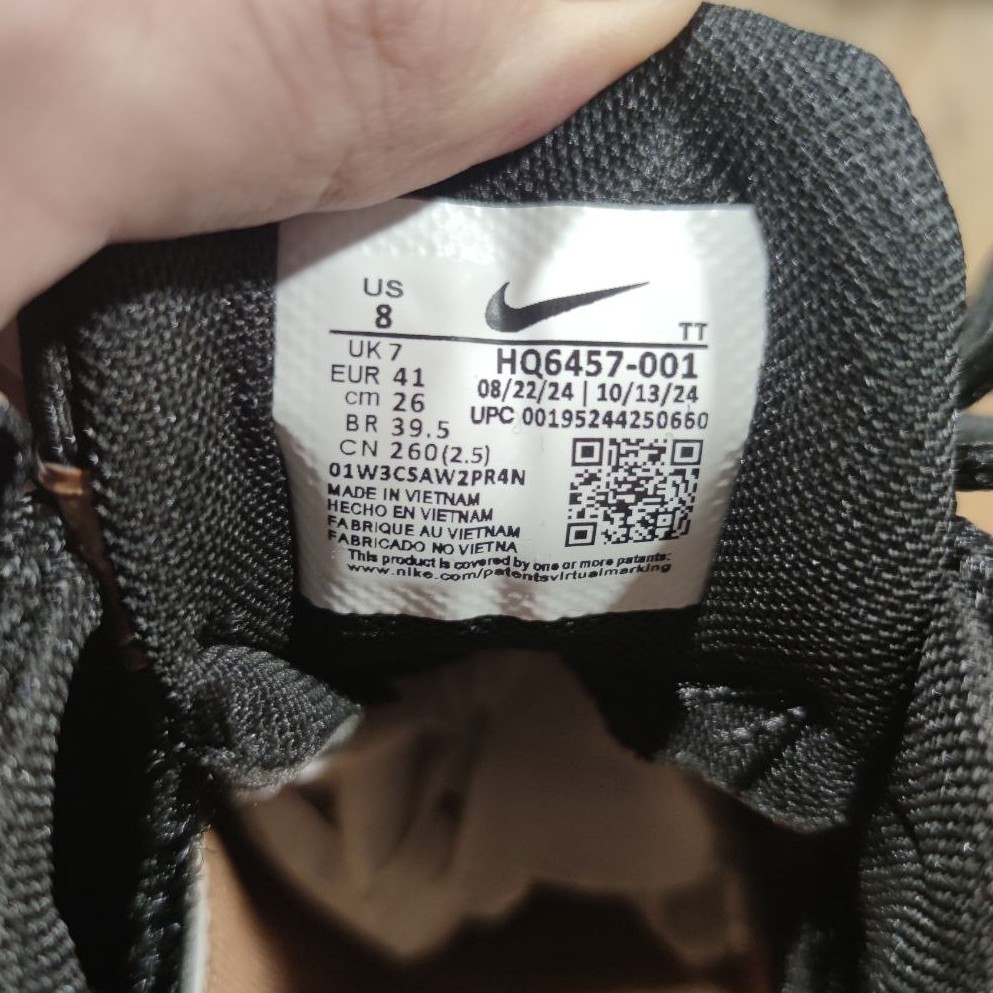 US
8
TT
UK 7
EUR 41
cm 26
BR 39.5
CN 260(2.5)
HQ6457-001
08/22/24 | 10/13/24
UPC 00195244250660
01W3CSAW2PR4N
MADE IN VIETNAM
HECHO EN VIETNAM
FABRIQUE AU VIETNAM
FABRICADO NO VIETNA
This product is covered by one or more patents:
www.nike.com/patentsvirtualmarking